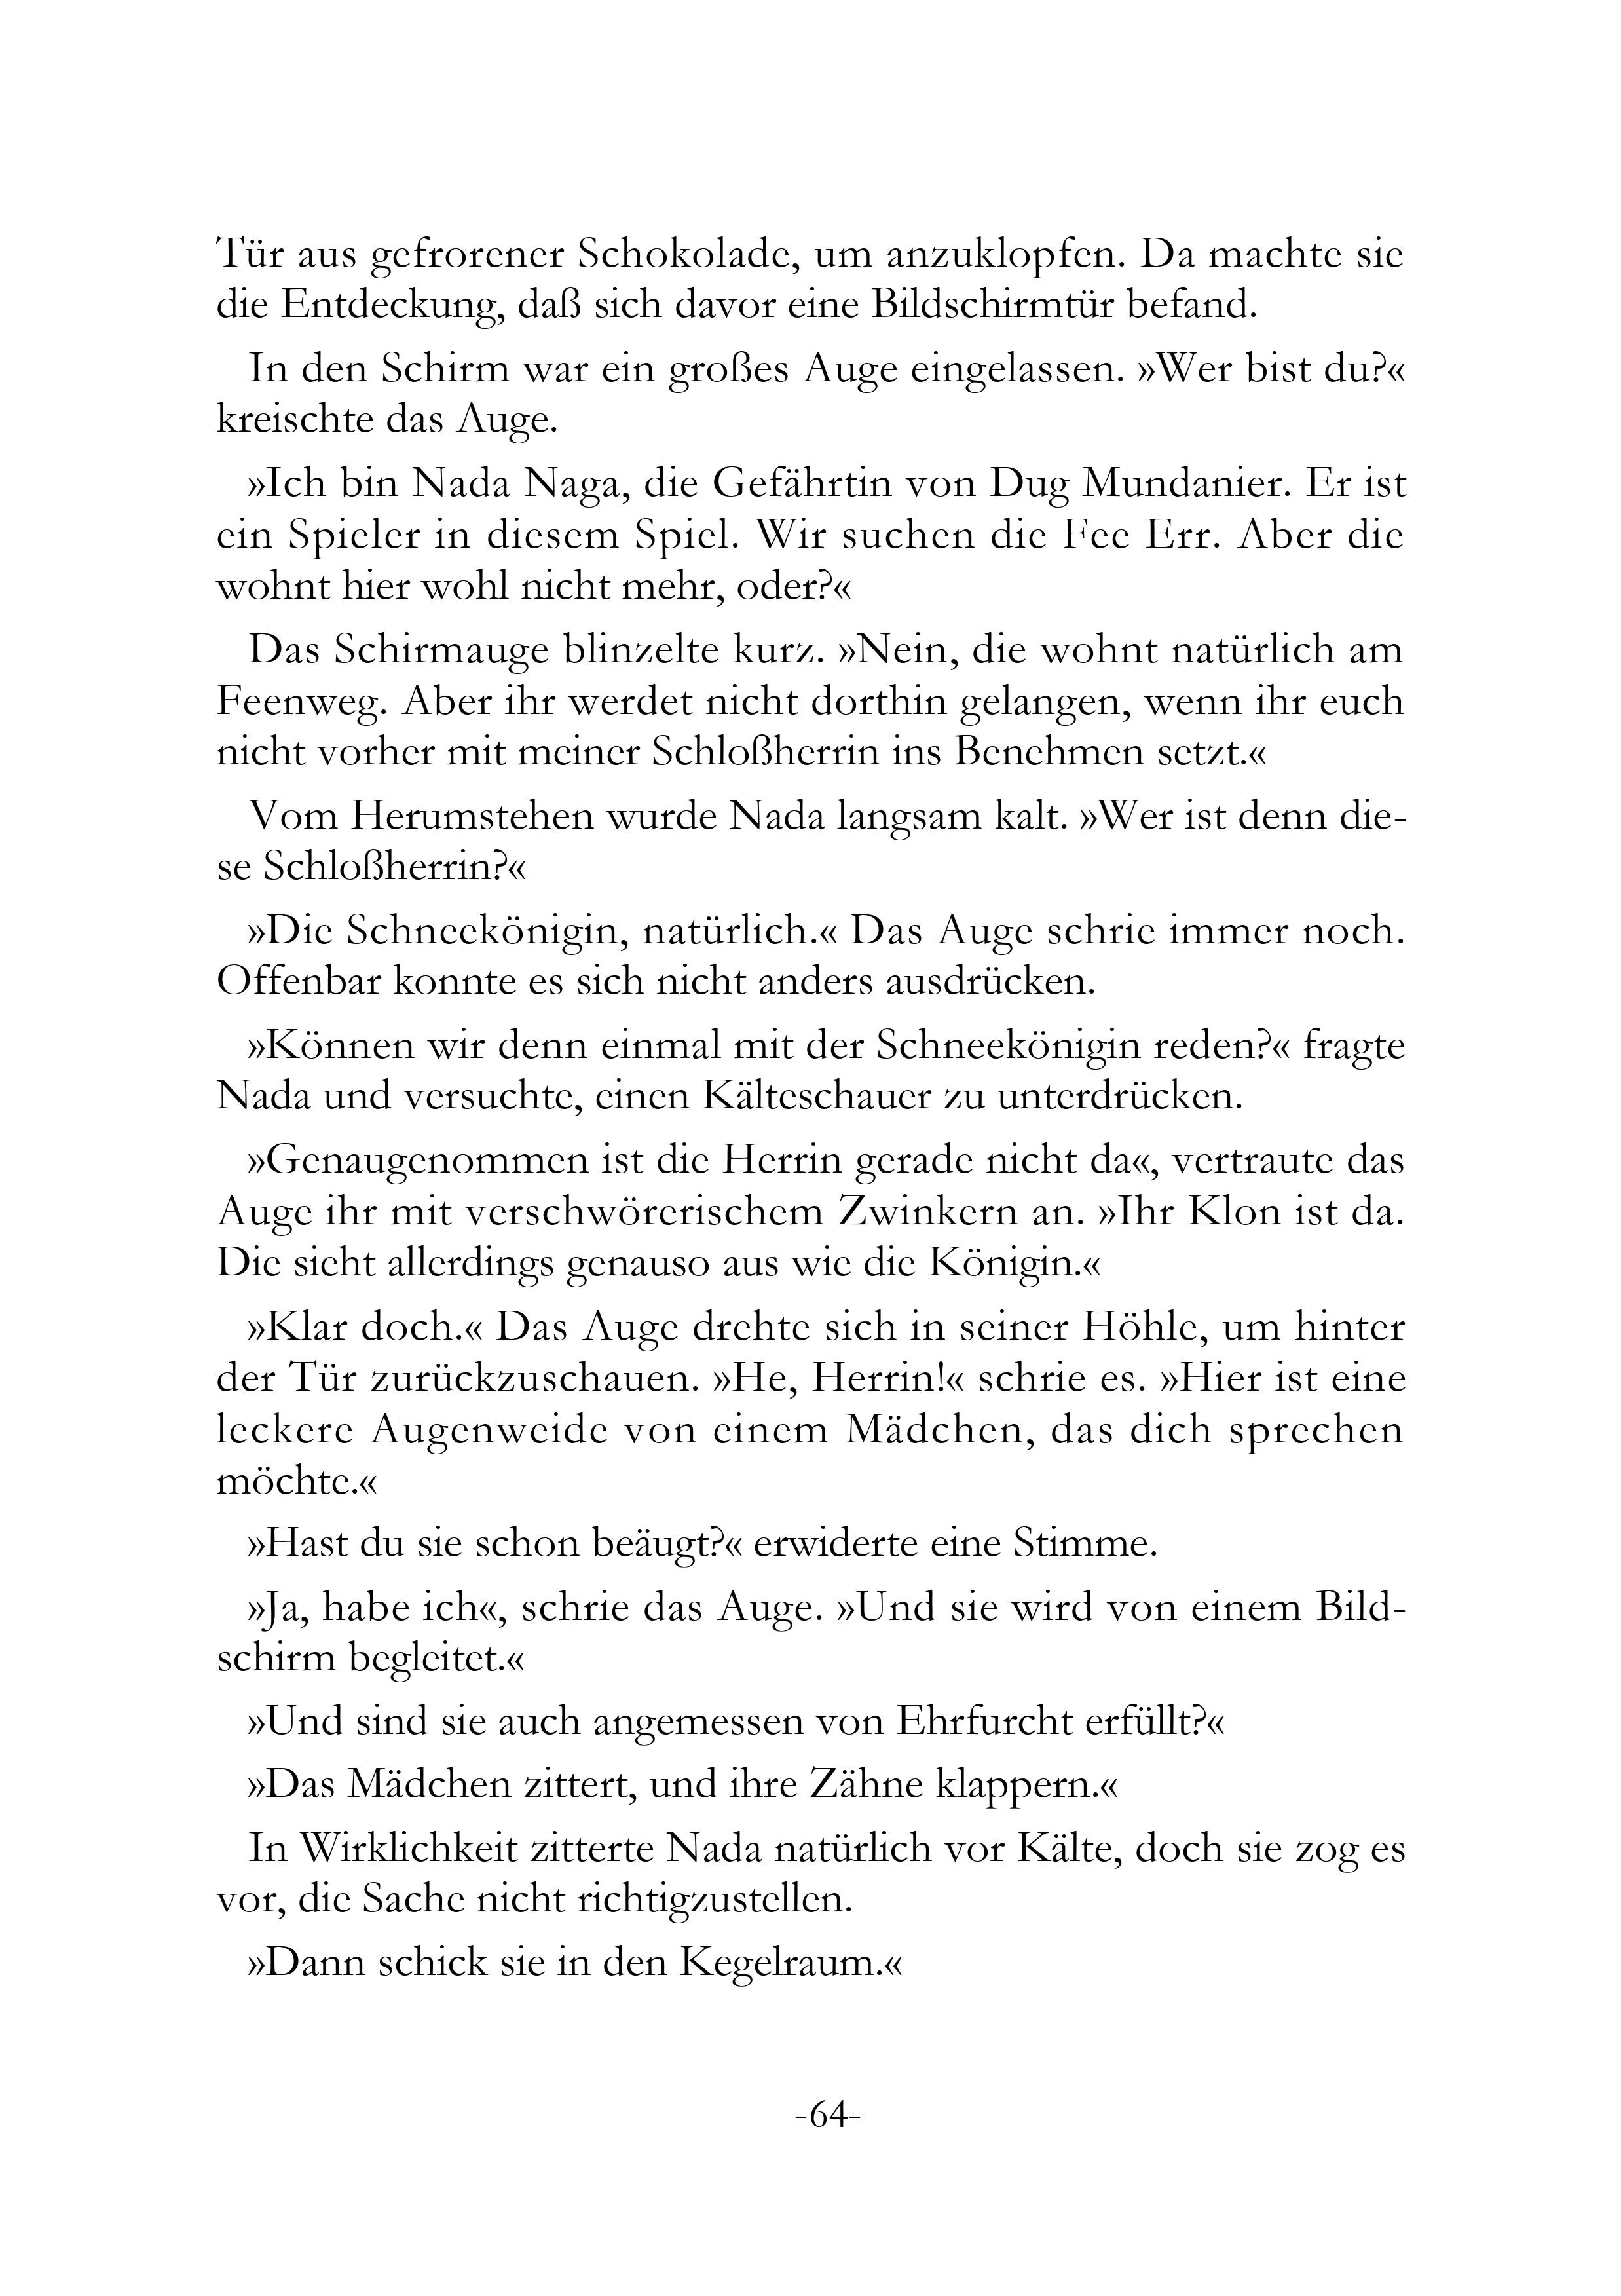 Tür aus gefrorener Schokolade, um anzuklopfen. Da machte sie
die Entdeckung, daß sich davor eine Bildschirmtür befand.
In den Schirm war ein großes Auge eingelassen. »Wer bist du?«
kreischte das Auge.
»Ich bin Nada Naga, die Gefährtin von Dug Mundanier. Er ist
ein Spieler in diesem Spiel. Wir suchen die Fee Err. Aber die
wohnt hier wohl nicht mehr, oder?«
Das Schirmauge blinzelte kurz. »Nein, die wohnt natürlich am
Feenweg. Aber ihr werdet nicht dorthin gelangen, wenn ihr euch
nicht vorher mit meiner Schloßherrin ins Benehmen setzt.«
Vom Herumstehen wurde Nada langsam kalt. »Wer ist denn die-
se Schloßherrin?«
»Die Schneekönigin, natürlich.« Das Auge schrie immer noch.
Offenbar konnte es sich nicht anders ausdrücken.
»Können wir denn einmal mit der Schneekönigin reden?« fragte
Nada und versuchte, einen Kälteschauer zu unterdrücken.
»Genaugenommen ist die Herrin gerade nicht da«, vertraute das
Auge ihr mit verschwörerischem Zwinkern an. »Ihr Klon ist da.
Die sieht allerdings genauso aus wie die Königin.«
»Klar doch.« Das Auge drehte sich in seiner Höhle, um hinter
der Tür zurückzuschauen. »He, Herrin!« schrie es. »Hier ist eine
leckere Augenweide von einem Mädchen, das dich sprechen
möchte.«
»Hast du sie schon beäugt?« erwiderte eine Stimme.
»Ja, habe ich«, schrie das Auge. »Und sie wird von einem Bild-
schirm begleitet.«
»Und sind sie auch angemessen von Ehrfurcht erfüllt?«
»Das Mädchen zittert, und ihre Zähne klappern.«
In Wirklichkeit zitterte Nada natürlich vor Kälte, doch sie zog es
vor, die Sache nicht richtigzustellen.
»Dann schick sie in den Kegelraum.«
-64-